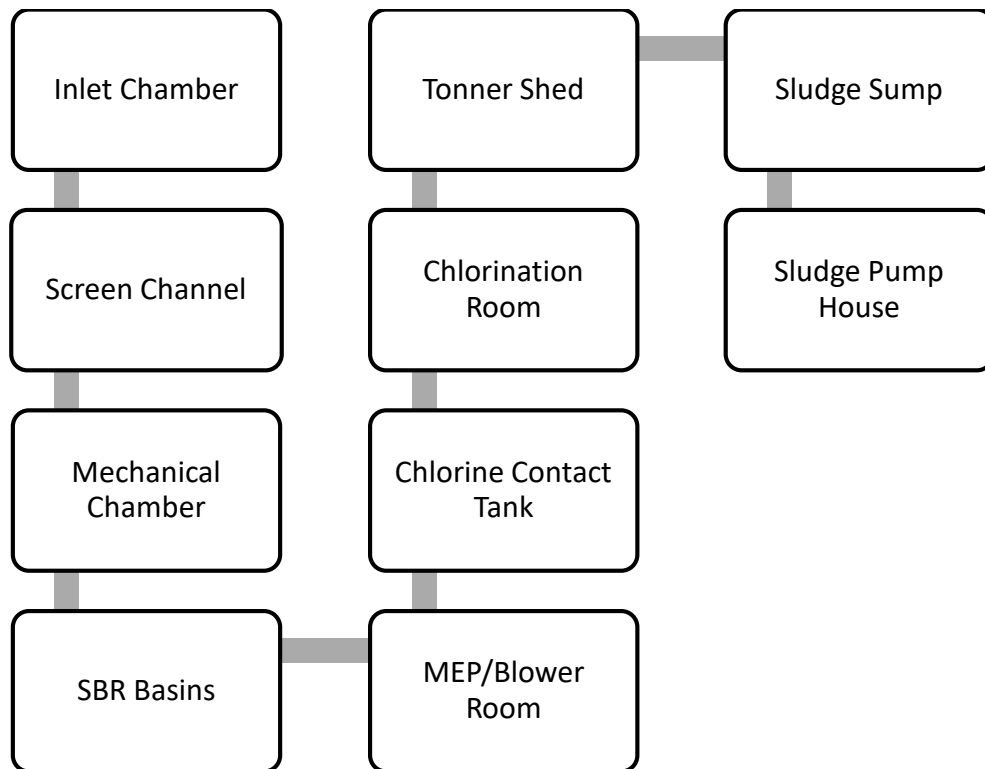 Inlet Chamber
Screen Channel
Mechanical
Chamber
SBR Basins
MEP/Blower
Room
Chlorine Contact
Tank
Chlorination
Room
Tonner Shed
Sludge Sump
Sludge Pump
House